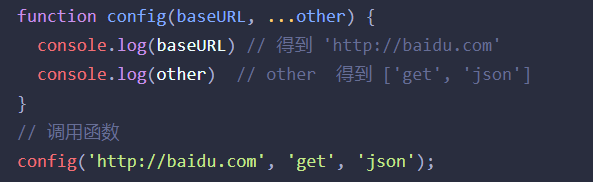 function config(baseURL, ...other) {
  console.log(baseURL) // 得到 'http://baidu.com'
  console.log(other)  // other  得到 ['get', 'json']
}
// 调用函数
config('http://baidu.com', 'get', 'json');